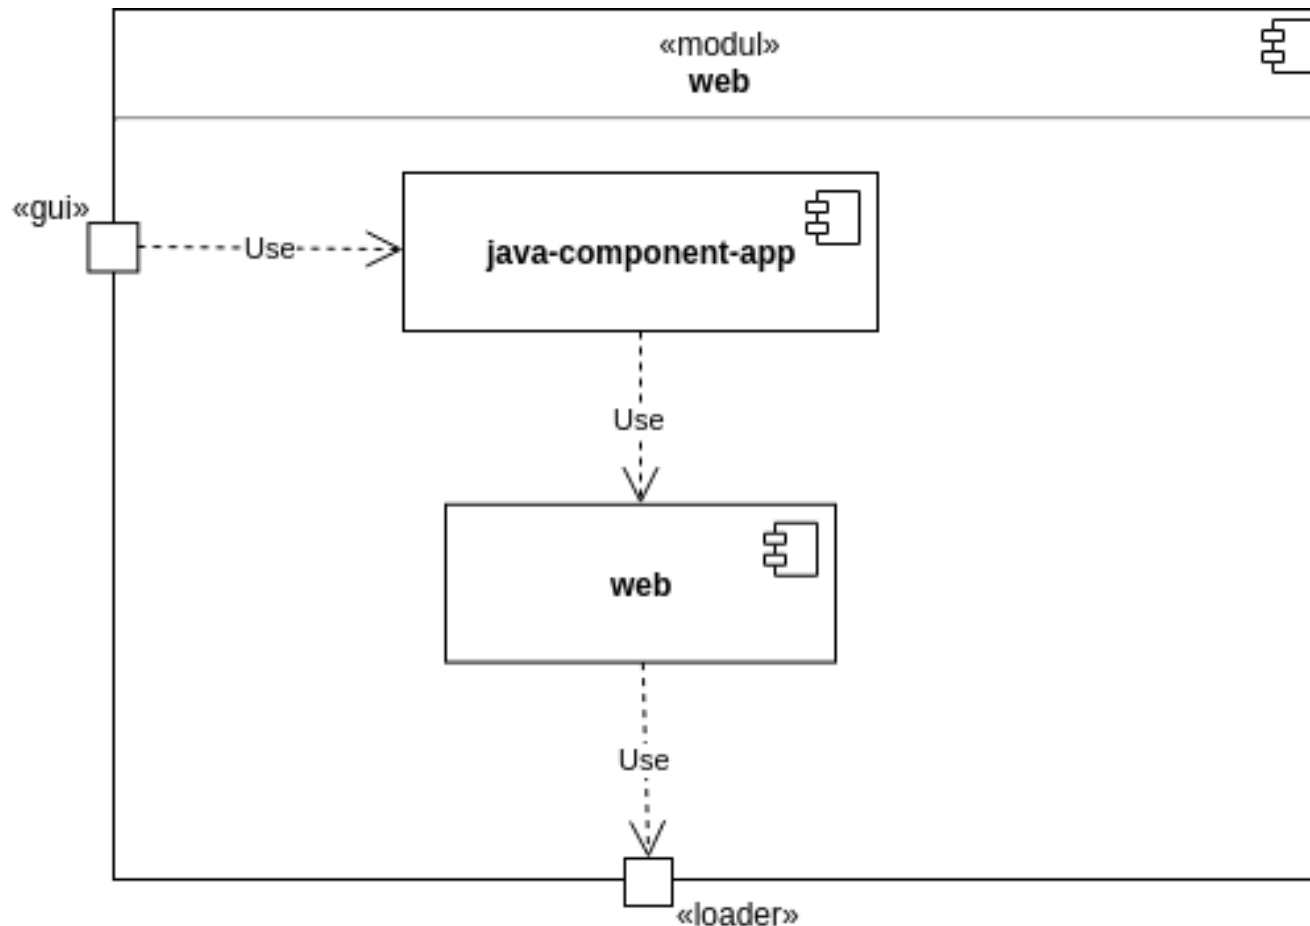 «modul»
web
«gui»
Use
java-component-app
Use
web
Use
«loader»